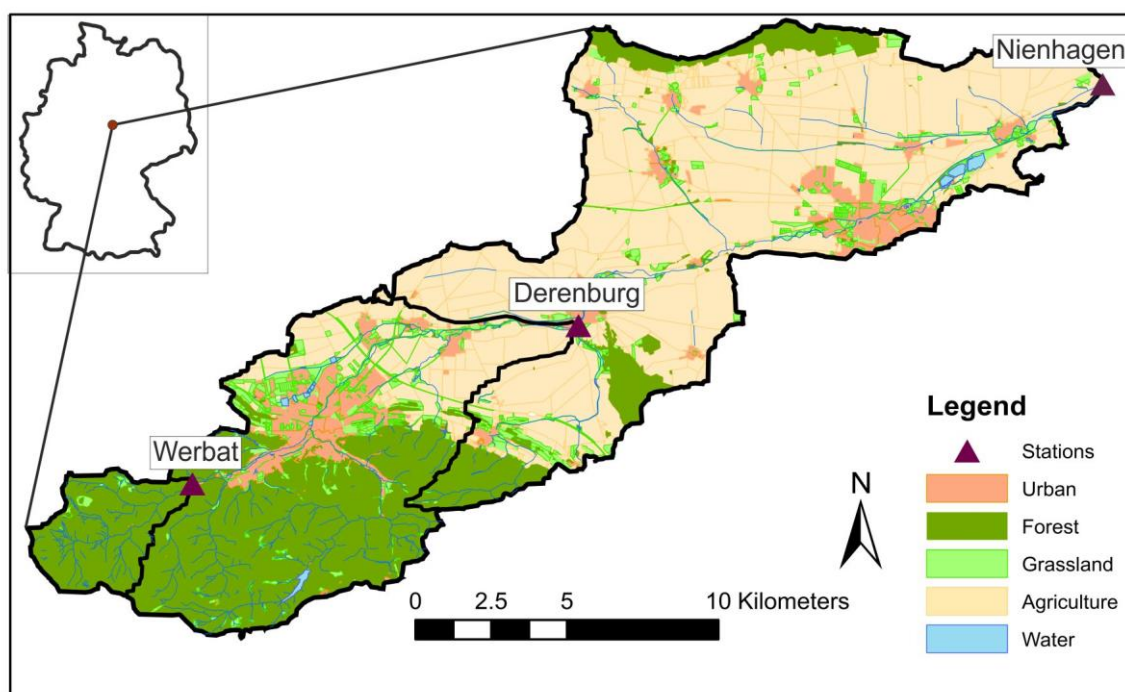 Nienhagen
Derenburg
Werbat
Legend
Stations
Urban
Forest
Grassland
Agriculture
Water
N
0 2.5 5 10 Kilometers